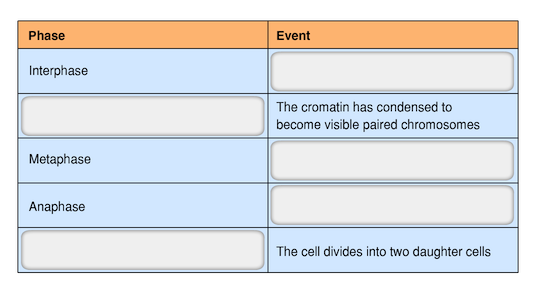 Phase Event
Interphase
The cromatin has condensed to
become visible paired chromosomes
Metaphase
Anaphase
The cell divides into two daughter cells